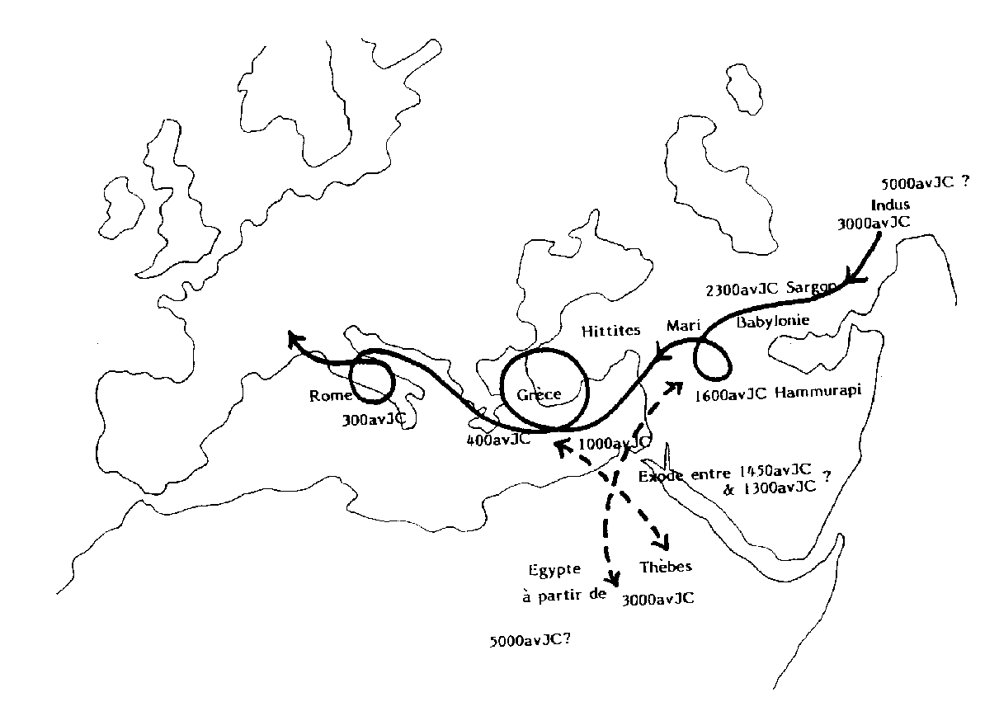 5000avJC ?
Indus
3000avJC
2300avJC Sargon
Babylonie
Mari
Hittites
1600avJC Hammurapi
Grèce
Rome
300avJC
400avJC
1000avJC
Exode entre 1450avJC
& 1300avJC ?
Egypte
à partir de
3000avJC
Thèbes
5000avJC?